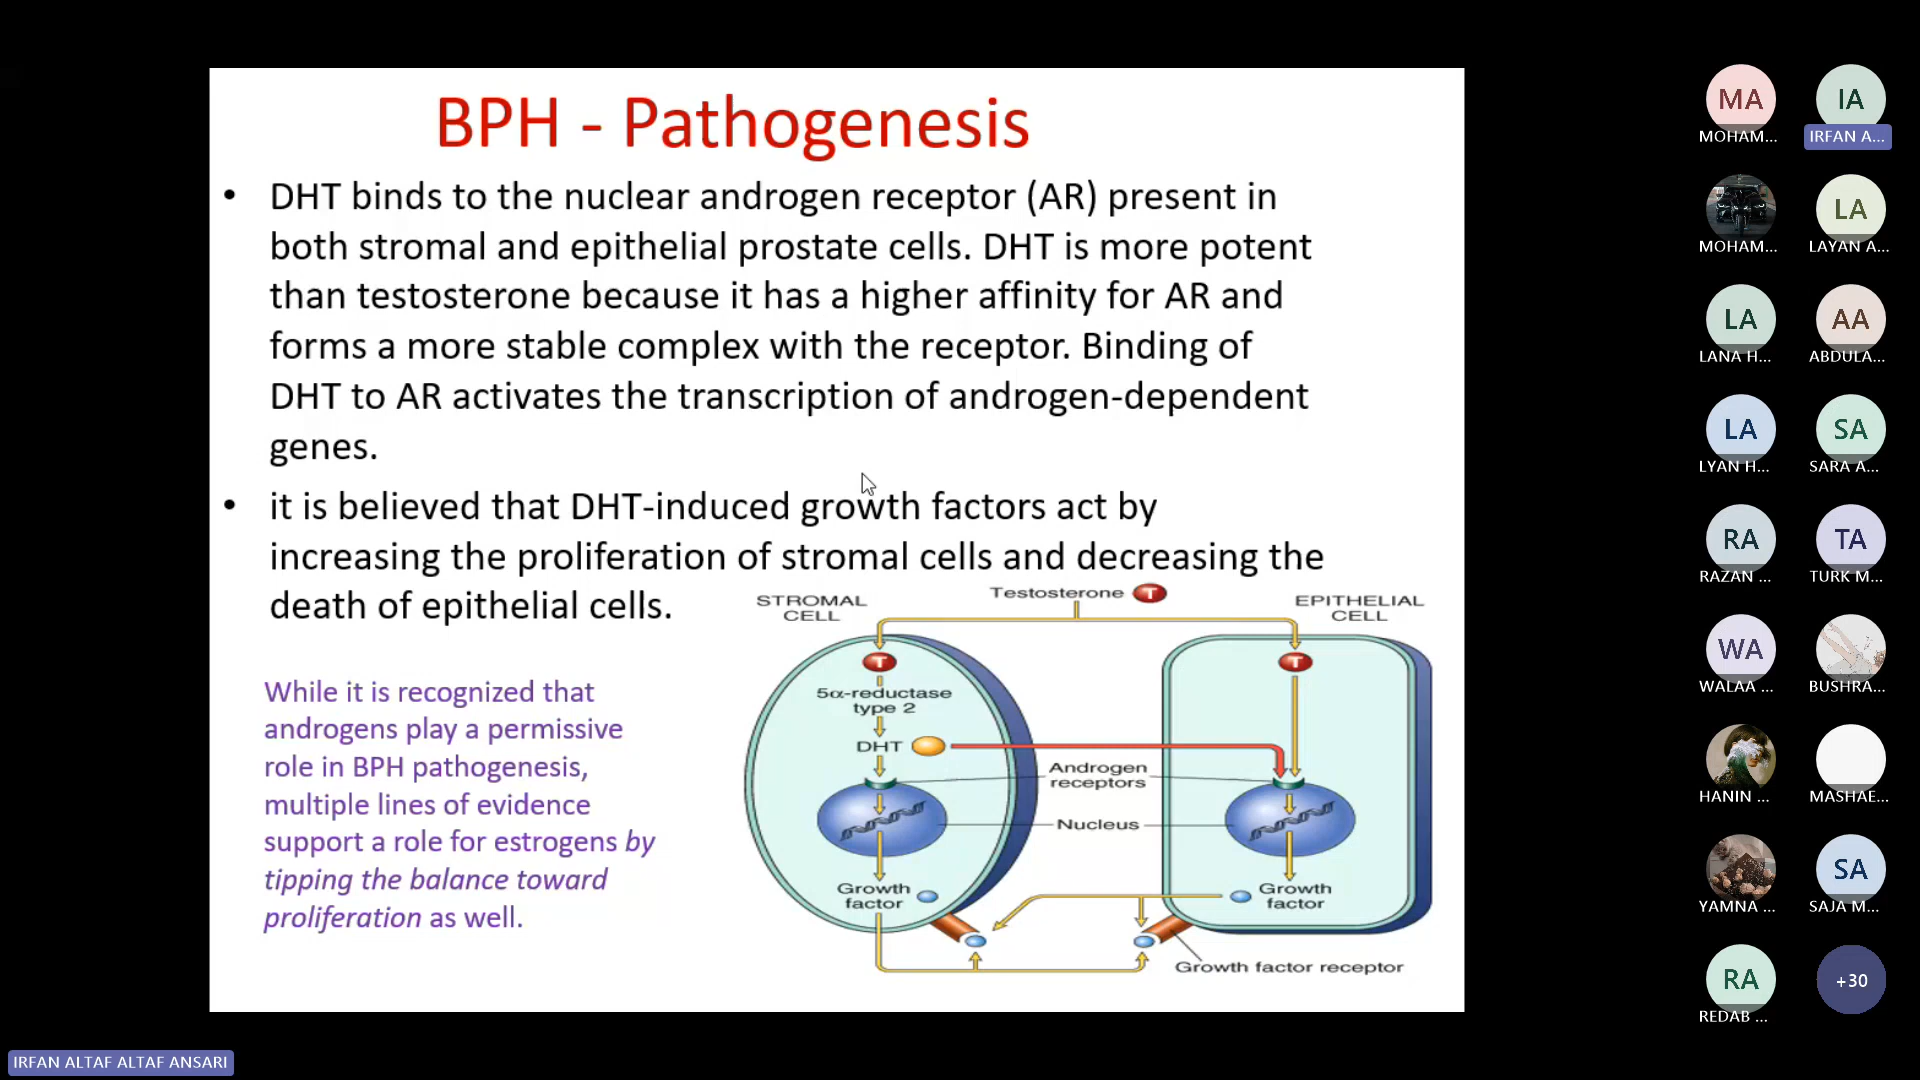 BPH - Pathogenesis
• DHT binds to the nuclear androgen receptor (AR) present in
both stromal and epithelial prostate cells. DHT is more potent
than testosterone because it has a higher affinity for AR and
forms a more stable complex with the receptor. Binding of
DHT to AR activates the transcription of androgen-dependent
genes.
• it is believed that DHT-induced growth factors act by
increasing the proliferation of stromal cells and decreasing the
death of epithelial cells.
While it is recognized that
androgens play a permissive
role in BPH pathogenesis,
multiple lines of evidence
support a role for estrogens by
tipping the balance toward
proliferation as well.
Testosterone T
STROMAL
CELL
EPITHELIAL
CELL
T
T
5α-reductase
type 2
DHT
Androgen
receptors
Nucleus
Growth
factor
Growth
factor
Growth factor receptor
MA
MOHAM...
IA
IRFAN A...
MOHAM...
LA
LAYAN A...
LA
LANA H...
AA
ABDULA...
LA
LYAN H...
SA
SARA A...
RA
RAZAN ...
TA
TURK M...
WA
WALAA ...
BUSHRA...
HANIN ...
MASHAE...
YAMNA ...
SA
SAJA M...
RA
REDAB ...
+30
IRFAN ALTAF ALTAF ANSARI